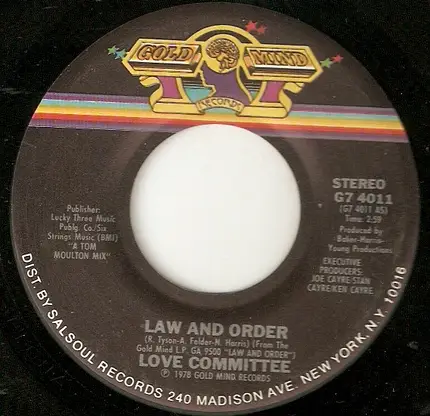 GOLD MIND
RECORDS
STEREO
G7 4011
(G7 4011 AS)
Time: 2:59
Produced by
Baker-Harris-
Young Productions
EXECUTIVE
PRODUCERS:
JOE CAYRE-STAN
CAYRE/KEN CAYRE
Publisher:
Lucky Three Music
Publg. Co./Six
Strings Music (BMI)
"A TOM
MOULTON MIX"
LAW AND ORDER
(R. Tyson-A. Felder-N. Harris) (From The
Gold Mind L.P. GA 9500 "LAW AND ORDER")
LOVE COMMITTEE
℗ 1978 GOLD MIND RECORDS
DIST. BY SALSOUL RECORDS 240 MADISON AVE. NEW YORK, N.Y. 10016